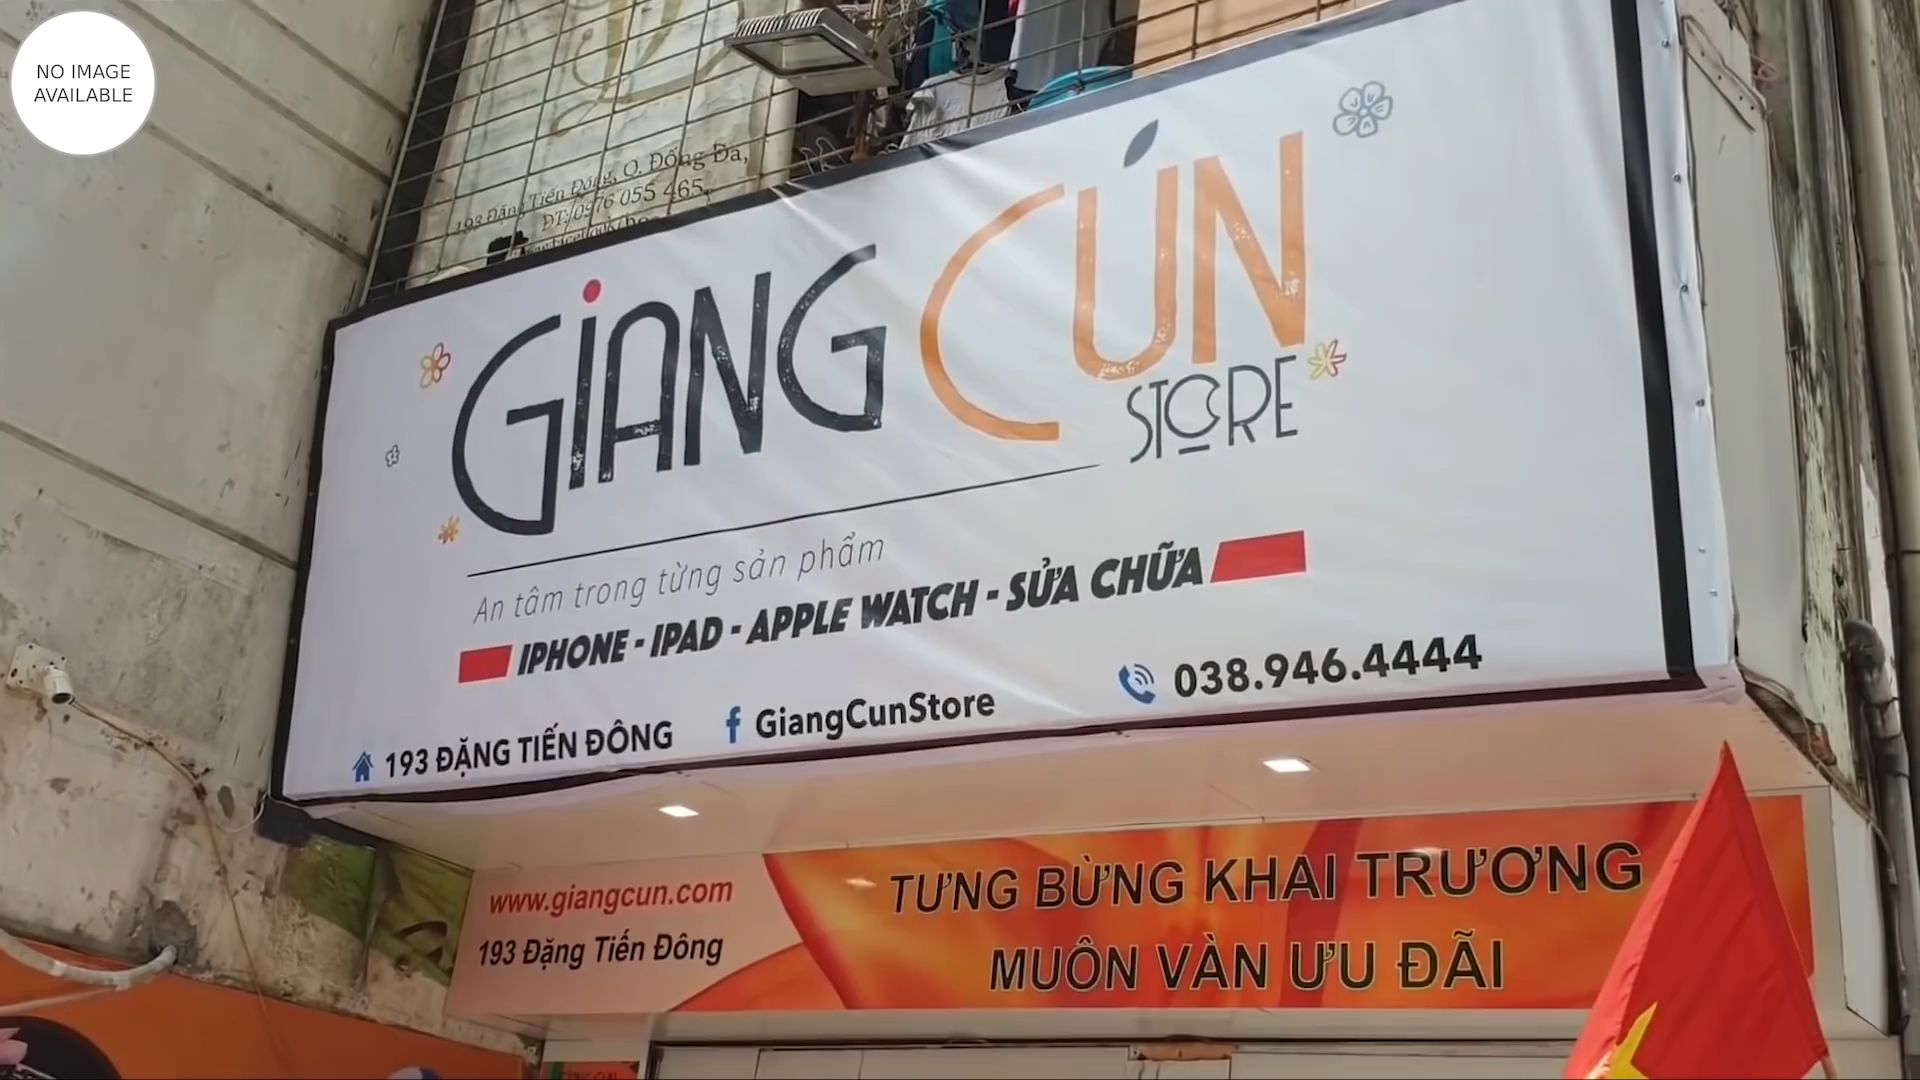 NO IMAGE
AVAILABLE
193 Đặng Tiến Đông, Q. Đống Đa,
ĐT: 0976 055 465
GIANG CÚN
STORE
An tâm trong từng sản phẩm
IPHONE - IPAD - APPLE WATCH - SỬA CHỮA
193 ĐẶNG TIẾN ĐÔNG
GiangCunStore
038.946.4444
www.giangcun.com
193 Đặng Tiến Đông
TƯNG BỪNG KHAI TRƯƠNG
MUÔN VÀN ƯU ĐÃI